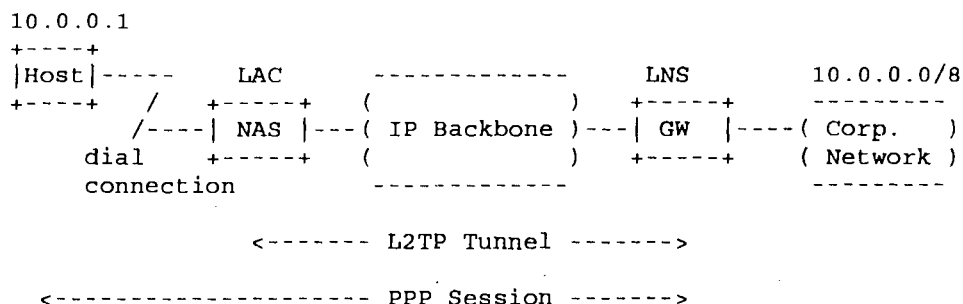 10.0.0.1
+----+
|Host|----- LAC ------------- LNS 10.0.0.0/8
+----+ / +-----+ ( ) +-----+ ---------
/----| NAS |---( IP Backbone )---| GW |----( Corp. )
dial +-----+ ( ) +-----+ ( Network )
connection ------------- ---------
<------- L2TP Tunnel ------->
<--------------------- PPP Session ------->